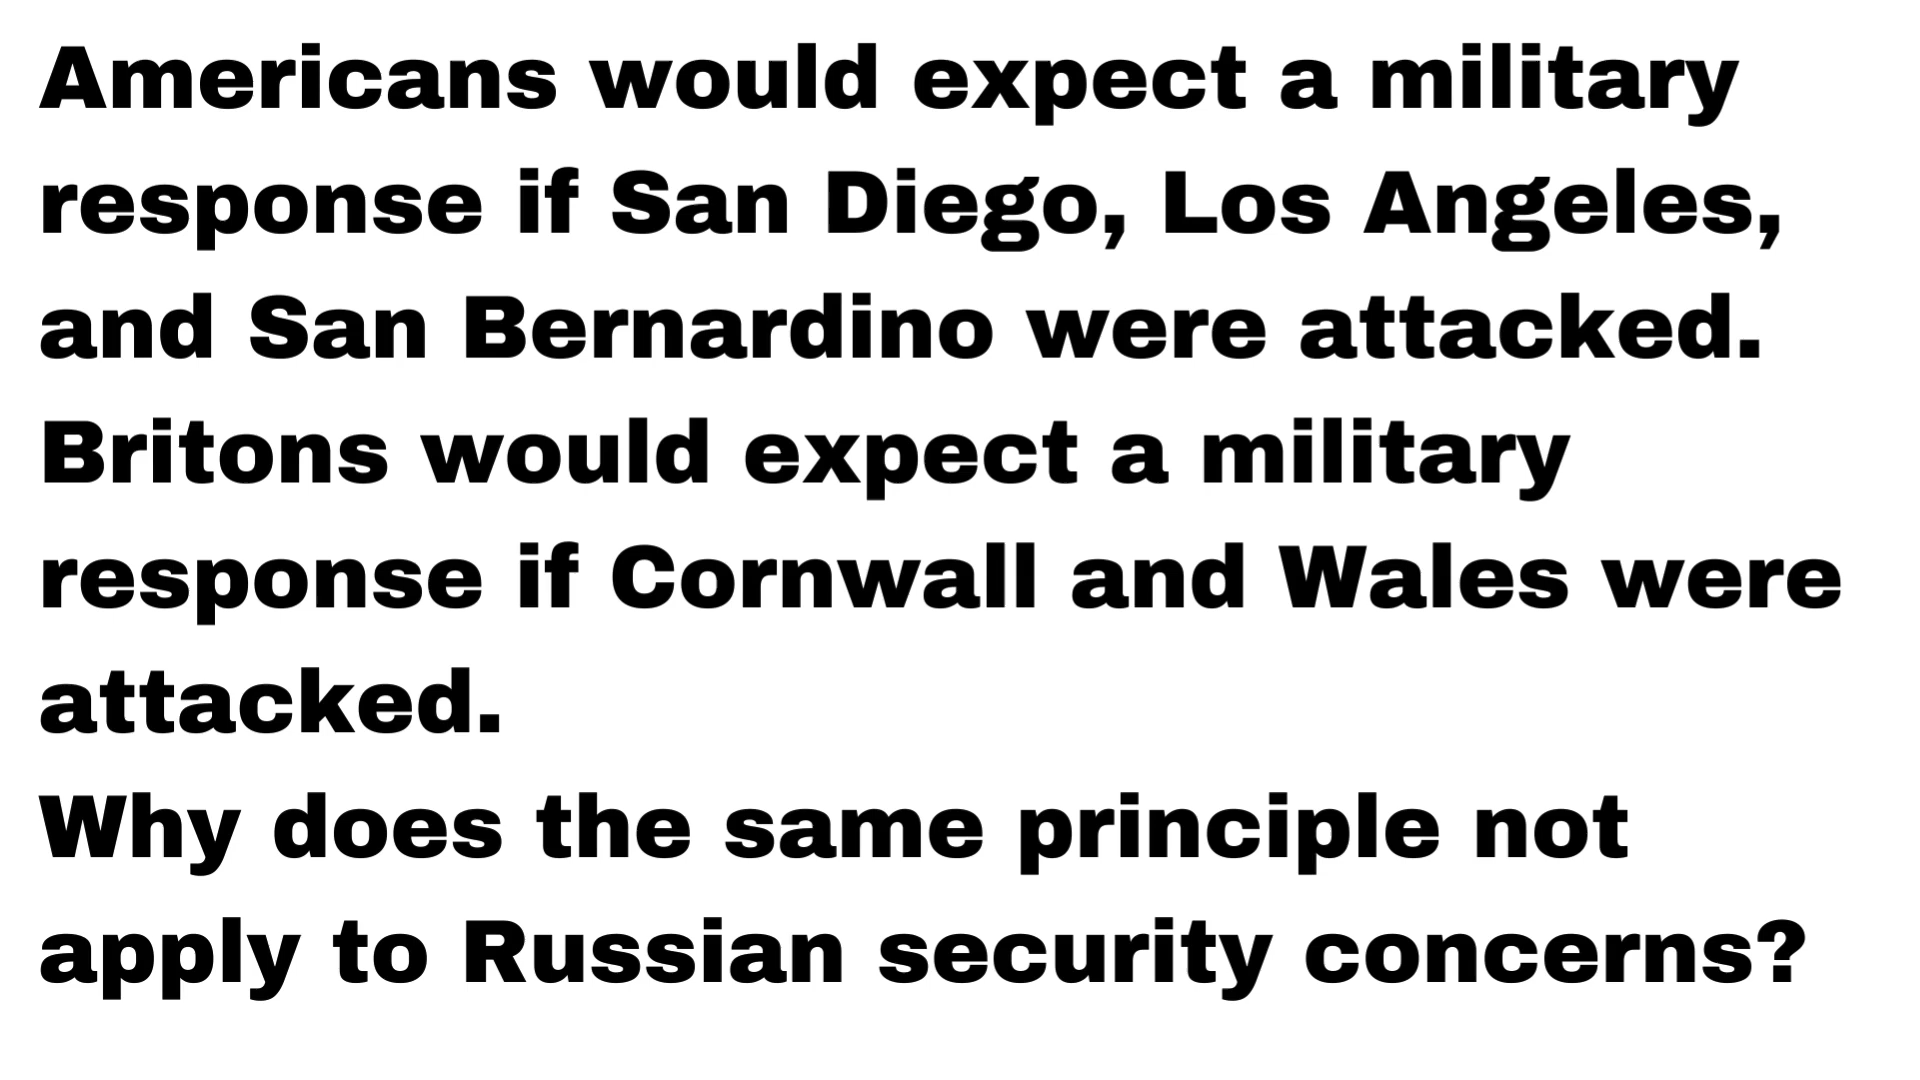 Americans would expect a military
response if San Diego, Los Angeles,
and San Bernardino were attacked.
Britons would expect a military
response if Cornwall and Wales were
attacked.
Why does the same principle not
apply to Russian security concerns?